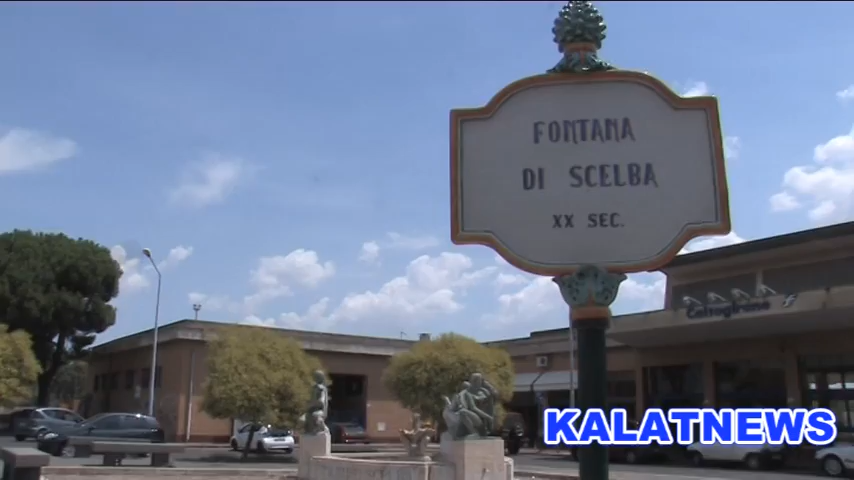 FONTANA
DI SCELBA
XX SEC.
Caltagirone
KALATNEWS